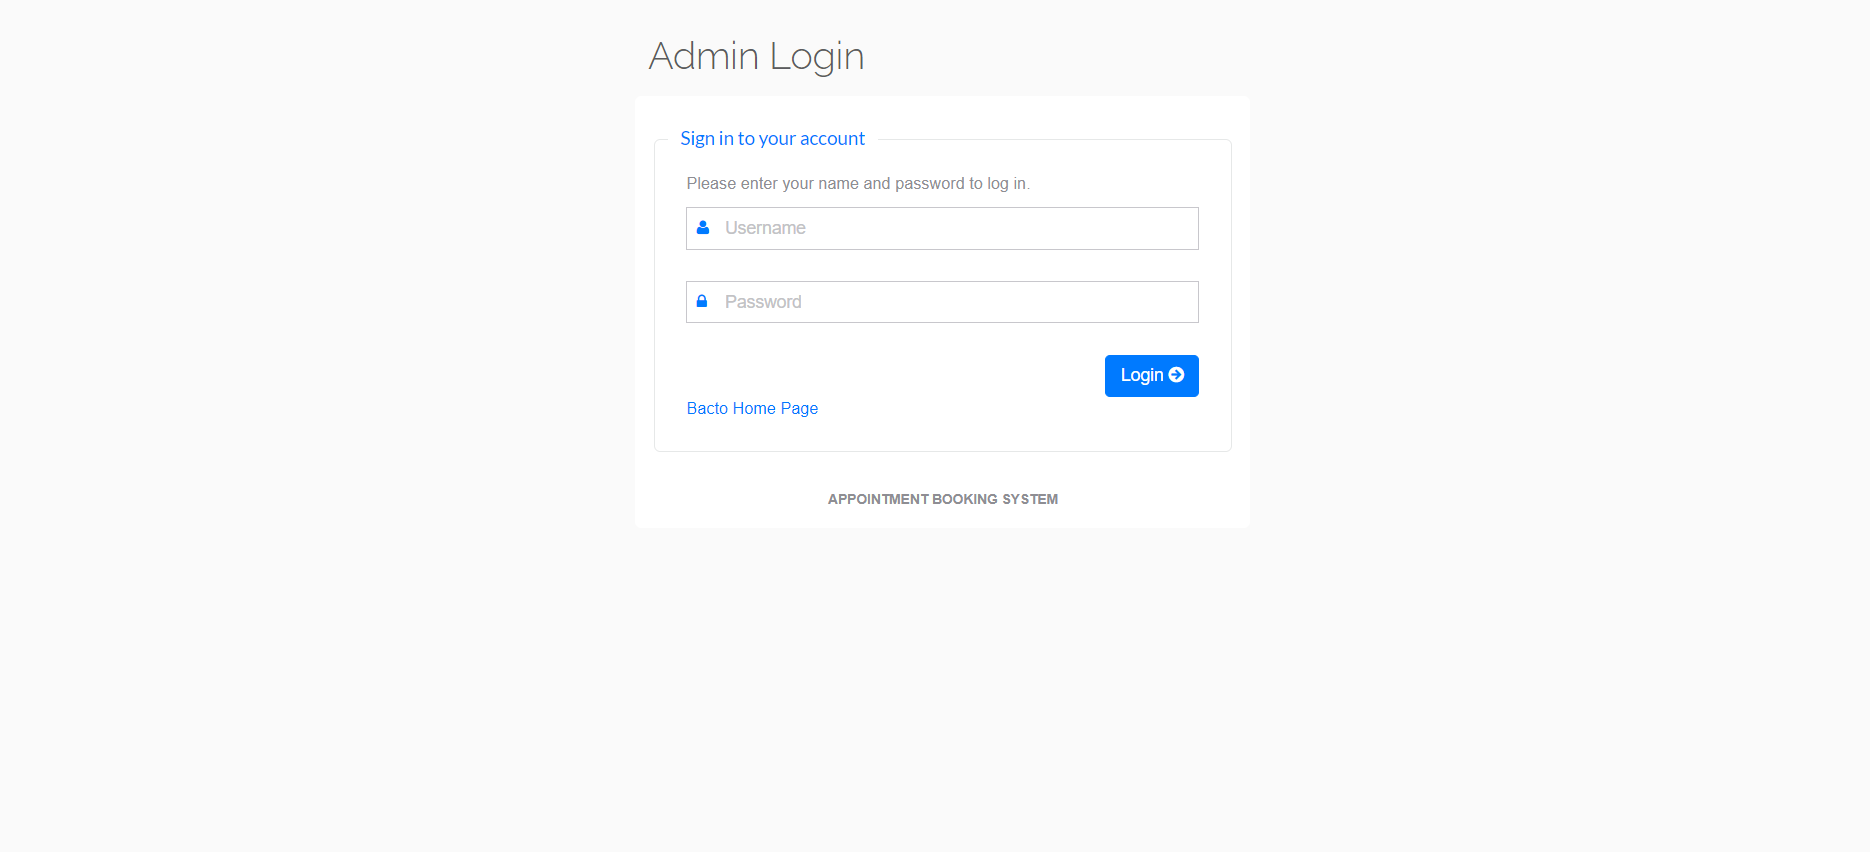 Admin Login
Sign in to your account
Please enter your name and password to log in.
Username
Password
Login
Bacto Home Page
APPOINTMENT BOOKING SYSTEM